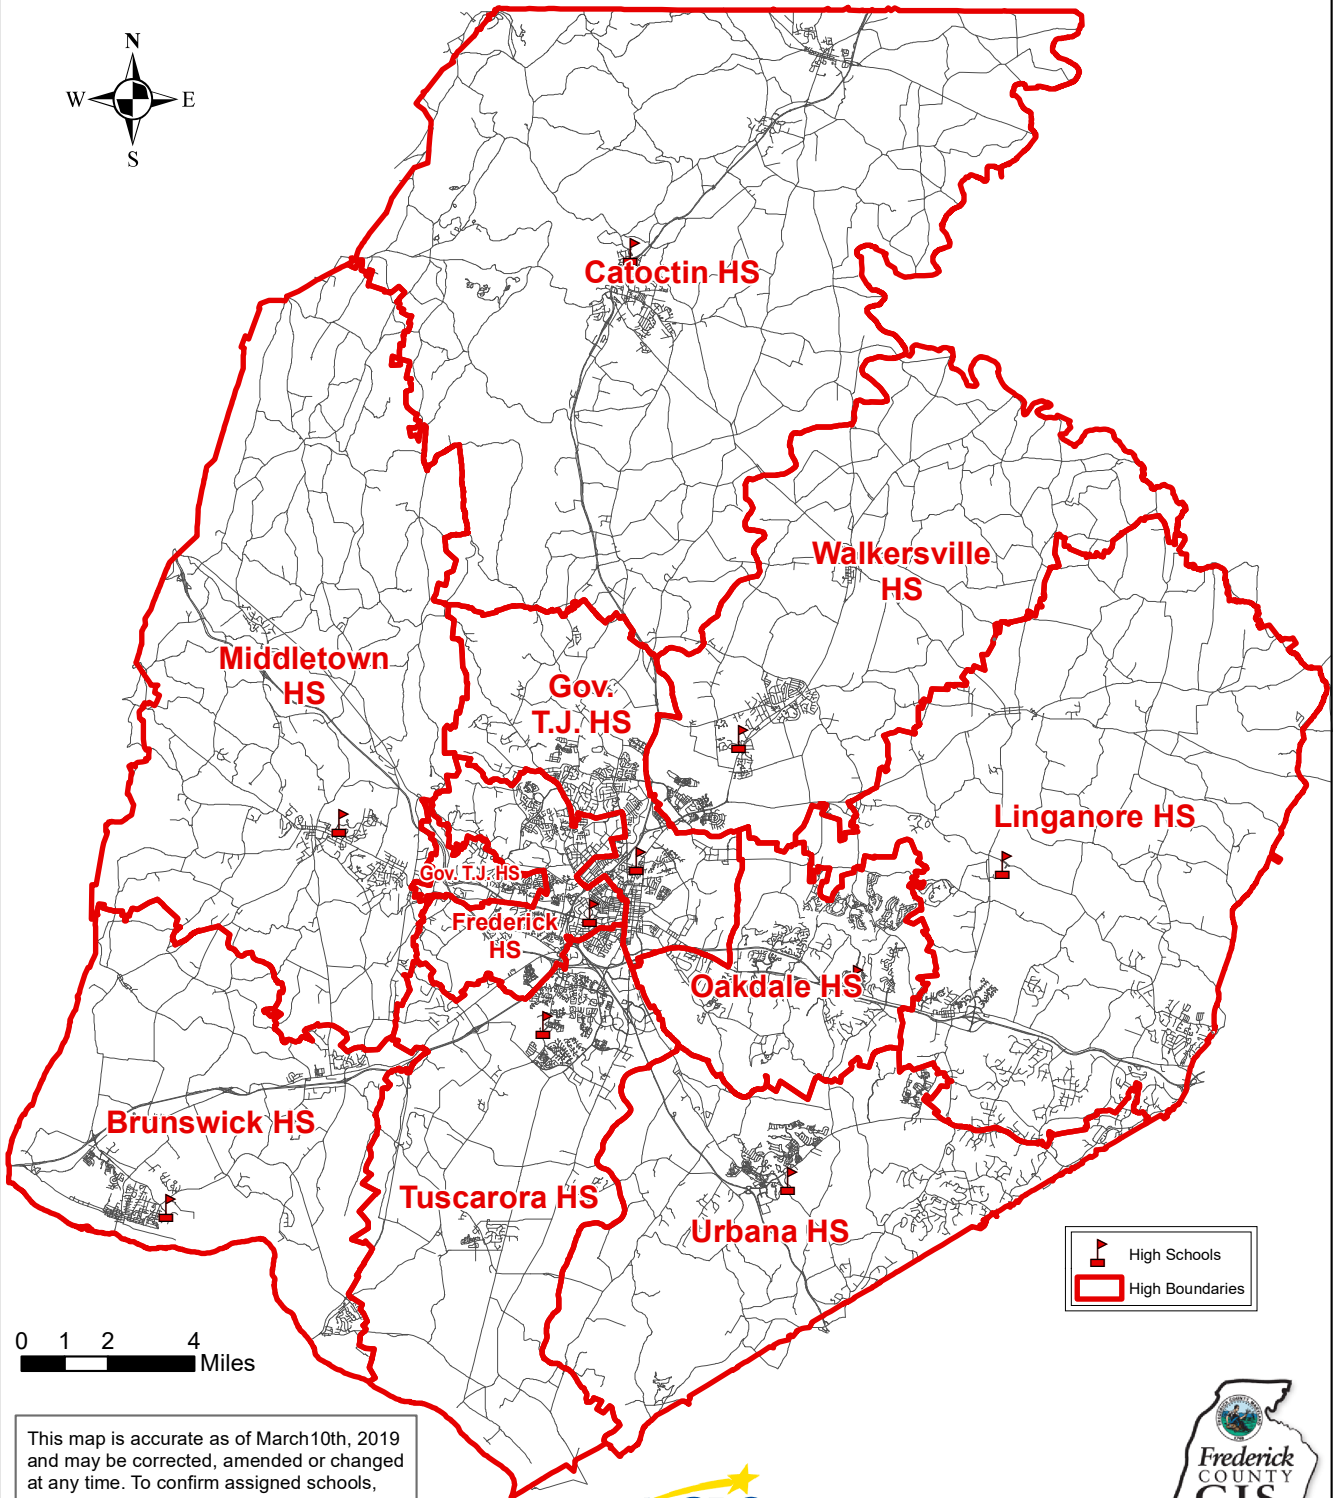 N
W E
S
Catoctin HS
Walkersville
HS
Middletown
HS
Gov.
T.J. HS
Linganore HS
Gov. T.J. HS
Frederick
HS
Oakdale HS
Brunswick HS
Tuscarora HS
Urbana HS
High Schools
High Boundaries
0 1 2 4
Miles
This map is accurate as of March10th, 2019
and may be corrected, amended or changed
at any time. To confirm assigned schools,
Frederick
COUNTY
GIS